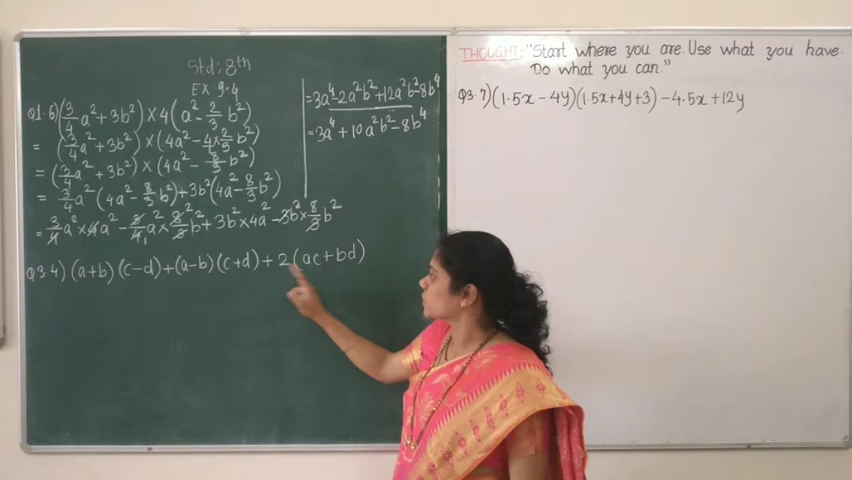 Std: 8th
EX 9.4
Q1.6) (3/4 a² + 3b²) × 4(a² - 2/3 b²)
= (3/4 a² + 3b²) × (4a² - 4 × 2/3 b²)
= (3/4 a² + 3b²) × (4a² - 8/3 b²)
= 3/4 a² (4a² - 8/3 b²) + 3b² (4a² - 8/3 b²)
= 3/4 a² × 4a² - 3/4 1 a² × 8/3 2 b² + 3b² × 4a² - 3b² × 8/3 b²
= 3a⁴ - 2a²b² + 12a²b² - 8b⁴
= 3a⁴ + 10a²b² - 8b⁴
Q3.4) (a+b) (c-d) + (a-b) (c+d) + 2 (ac + bd)
THOUGHT: "Start where you are. Use what you have.
Do what you can."
Q3.7) (1.5x - 4y)(1.5x + 4y + 3) - 4.5x + 12y